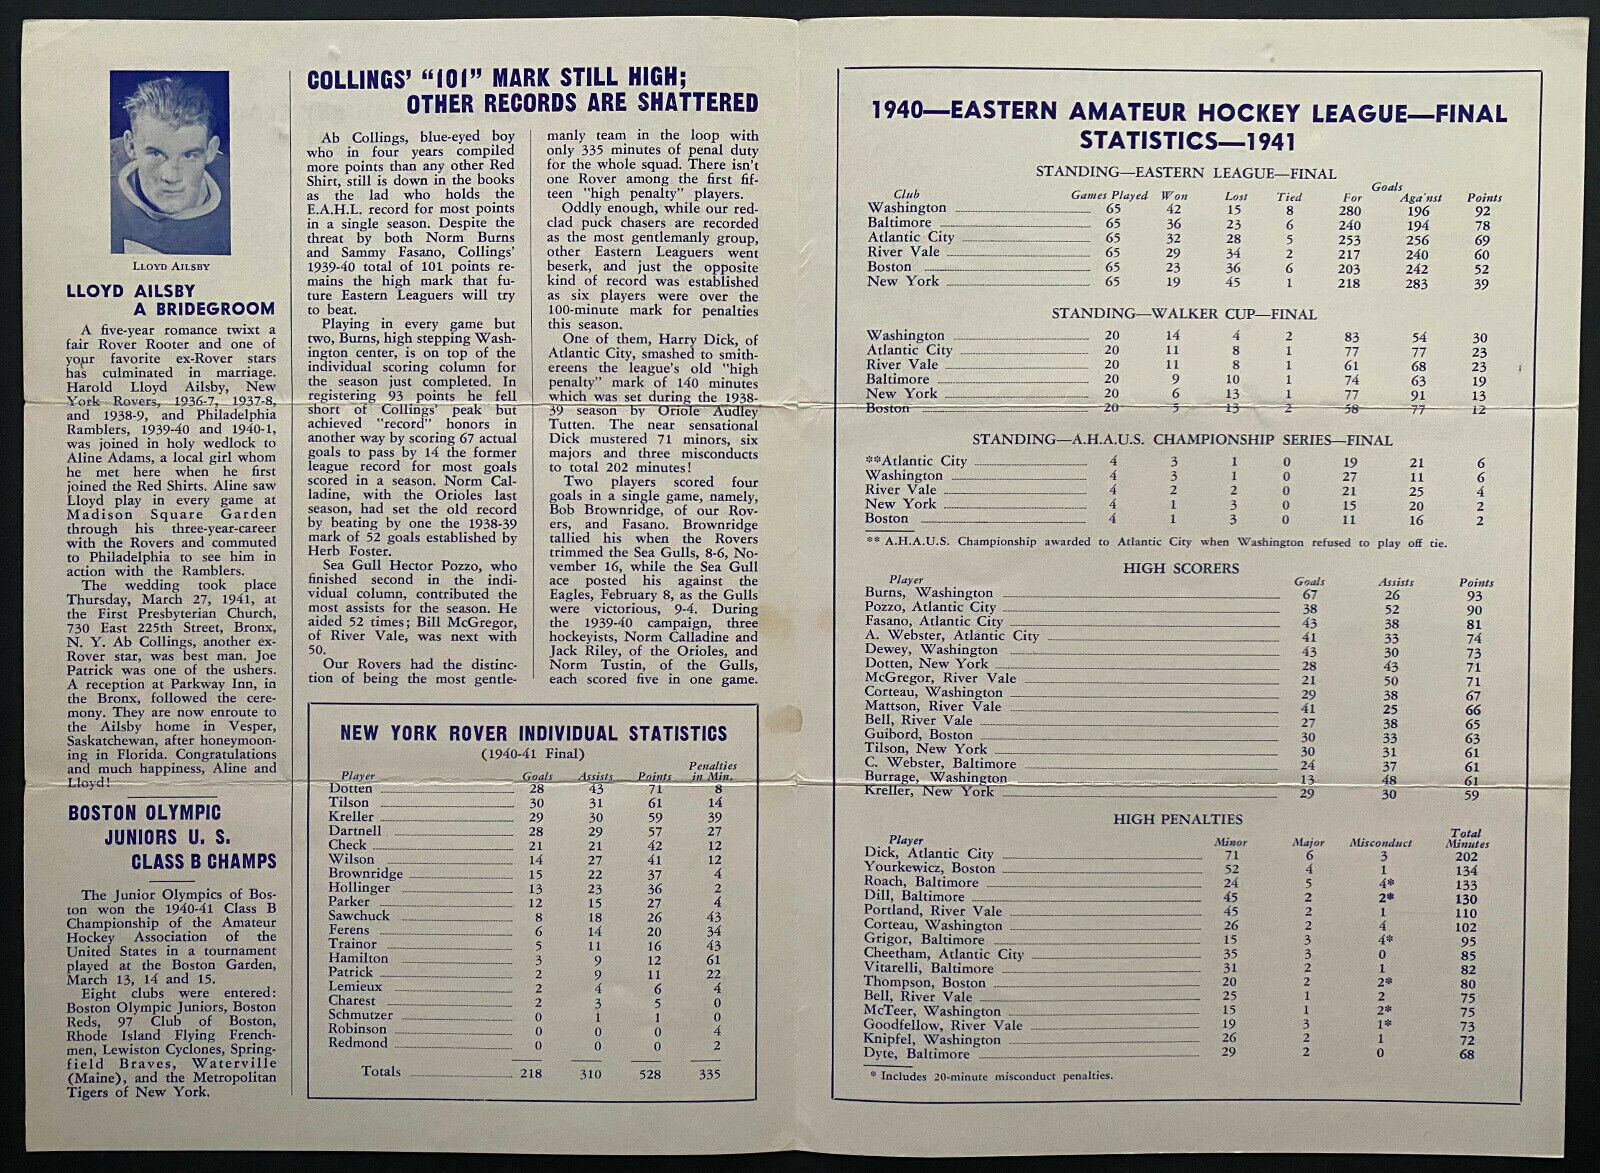 LLOYD AILSBY
LLOYD AILSBY
A BRIDEGROOM
A five-year romance twixt a
fair Rover Rooter and one of
your favorite ex-Rover stars
has culminated in marriage.
Harold Lloyd Ailsby, New
York Rovers, 1936-7, 1937-8,
and 1938-9, and Philadelphia
Ramblers, 1939-40 and 1940-1,
was joined in holy wedlock to
Aline Adams, a local girl whom
he met here when he first
joined the Red Shirts. Aline saw
Lloyd play in every game at
Madison Square Garden
through his three-year-career
with the Rovers and commuted
to Philadelphia to see him in
action with the Ramblers.
The wedding took place
Thursday, March 27, 1941, at
the First Presbyterian Church,
730 East 225th Street, Bronx,
N. Y. Ab Collings, another ex-
Rover star, was best man. Joe
Patrick was one of the ushers.
A reception at Parkway Inn, in
the Bronx, followed the cere-
mony. They are now enroute to
the Ailsby home in Vesper,
Saskatchewan, after honeymoon-
ing in Florida. Congratulations
and much happiness, Aline and
Lloyd!
BOSTON OLYMPIC
JUNIORS U. S.
CLASS B CHAMPS
The Junior Olympics of Bos-
ton won the 1940-41 Class B
Championship of the Amateur
Hockey Association of the
United States in a tournament
played at the Boston Garden,
March 13, 14 and 15.
Eight clubs were entered:
Boston Olympic Juniors, Boston
Reds, 97 Club of Boston,
Rhode Island Flying French-
men, Lewiston Cyclones, Spring-
field Braves, Waterville
(Maine), and the Metropolitan
Tigers of New York.
COLLINGS' "101" MARK STILL HIGH;
OTHER RECORDS ARE SHATTERED
Ab Collings, blue-eyed boy
who in four years compiled
more points than any other Red
Shirt, still is down in the books
as the lad who holds the
E.A.H.L. record for most points
in a single season. Despite the
threat by both Norm Burns
and Sammy Fasano, Collings'
1939-40 total of 101 points re-
mains the high mark that fu-
ture Eastern Leaguers will try
to beat.
Playing in every game but
two, Burns, high stepping Wash-
ington center, is on top of the
individual scoring column for
the season just completed. In
registering 93 points he fell
short of Collings' peak but
achieved "record" honors in
another way by scoring 67 actual
goals to pass by 14 the former
league record for most goals
scored in a season. Norm Cal-
ladine, with the Orioles last
season, had set the old record
by beating by one the 1938-39
mark of 52 goals established by
Herb Foster.
Sea Gull Hector Pozzo, who
finished second in the indi-
vidual column, contributed the
most assists for the season. He
aided 52 times; Bill McGregor,
of River Vale, was next with
50.
Our Rovers had the distinc-
tion of being the most gentle-
manly team in the loop with
only 335 minutes of penal duty
for the whole squad. There isn't
one Rover among the first fif-
teen "high penalty" players.
Oddly enough, while our red-
clad puck chasers are recorded
as the most gentlemanly group,
other Eastern Leaguers went
beserk, and just the opposite
kind of record was established
as six players were over the
100-minute mark for penalties
this season.
One of them, Harry Dick, of
Atlantic City, smashed to smith-
ereens the league's old "high
penalty" mark of 140 minutes
which was set during the 1938-
39 season by Oriole Audley
Tutten. The near sensational
Dick mustered 71 minors, six
majors and three misconducts
to total 202 minutes!
Two players scored four
goals in a single game, namely,
Bob Brownridge, of our Rov-
ers, and Fasano. Brownridge
tallied his when the Rovers
trimmed the Sea Gulls, 8-6, No-
vember 16, while the Sea Gull
ace posted his against the
Eagles, February 8, as the Gulls
were victorious, 9-4. During
the 1939-40 campaign, three
hockeyists, Norm Calladine and
Jack Riley, of the Orioles, and
Norm Tustin, of the Gulls,
each scored five in one game.
NEW YORK ROVER INDIVIDUAL STATISTICS
(1940-41 Final)
Player Goals Assists Points Penalties in Min.
Dotten 28 43 71 8
Tilson 30 31 61 14
Kreller 29 30 59 39
Dartnell 28 29 57 27
Check 21 21 42 12
Wilson 14 27 41 12
Brownridge 15 22 37 4
Hollinger 13 23 36 2
Parker 12 15 27 4
Sawchuck 8 18 26 43
Ferens 6 14 20 34
Trainor 5 11 16 43
Hamilton 3 9 12 61
Patrick 2 9 11 22
Lemieux 2 4 6 4
Charest 2 3 5 0
Schmutzer 0 1 1 0
Robinson 0 0 0 4
Redmond 0 0 0 2
Totals 218 310 528 335
1940—EASTERN AMATEUR HOCKEY LEAGUE—FINAL
STATISTICS—1941
STANDING—EASTERN LEAGUE—FINAL
Goals
Club Games Played Won Lost Tied For Aga'nst Points
Washington 65 42 15 8 280 196 92
Baltimore 65 36 23 6 240 194 78
Atlantic City 65 32 28 5 253 256 69
River Vale 65 29 34 2 217 240 60
Boston 65 23 36 6 203 242 52
New York 65 19 45 1 218 283 39
STANDING—WALKER CUP—FINAL
Washington 20 14 4 2 83 54 30
Atlantic City 20 11 8 1 77 77 23
River Vale 20 11 8 1 61 68 23
Baltimore 20 9 10 1 74 63 19
New York 20 6 13 1 77 91 13
Boston 20 5 13 2 58 77 12
STANDING—A.H.A.U.S. CHAMPIONSHIP SERIES—FINAL
**Atlantic City 4 3 1 0 19 21 6
Washington 4 3 1 0 27 11 6
River Vale 4 2 2 0 21 25 4
New York 4 1 3 0 15 20 2
Boston 4 1 3 0 11 16 2
** A.H.A.U.S. Championship awarded to Atlantic City when Washington refused to play off tie.
HIGH SCORERS
Player Goals Assists Points
Burns, Washington 67 26 93
Pozzo, Atlantic City 38 52 90
Fasano, Atlantic City 43 38 81
A. Webster, Atlantic City 41 33 74
Dewey, Washington 43 30 73
Dotten, New York 28 43 71
McGregor, River Vale 21 50 71
Corteau, Washington 29 38 67
Mattson, River Vale 41 25 66
Bell, River Vale 27 38 65
Guibord, Boston 30 33 63
Tilson, New York 30 31 61
C. Webster, Baltimore 24 37 61
Burrage, Washington 13 48 61
Kreller, New York 29 30 59
HIGH PENALTIES
Player Minor Major Misconduct Total Minutes
Dick, Atlantic City 71 6 3 202
Yourkewicz, Boston 52 4 1 134
Roach, Baltimore 24 5 4* 133
Dill, Baltimore 45 2 2* 130
Portland, River Vale 45 2 1 110
Corteau, Washington 26 2 4 102
Grigor, Baltimore 15 3 4* 95
Cheetham, Atlantic City 35 3 0 85
Vitarelli, Baltimore 31 2 1 82
Thompson, Boston 20 2 2* 80
Bell, River Vale 25 1 2 75
McTeer, Washington 15 1 2* 75
Goodfellow, River Vale 19 3 1* 73
Knipfel, Washington 26 2 1 72
Dyte, Baltimore 29 2 0 68
* Includes 20-minute misconduct penalties.